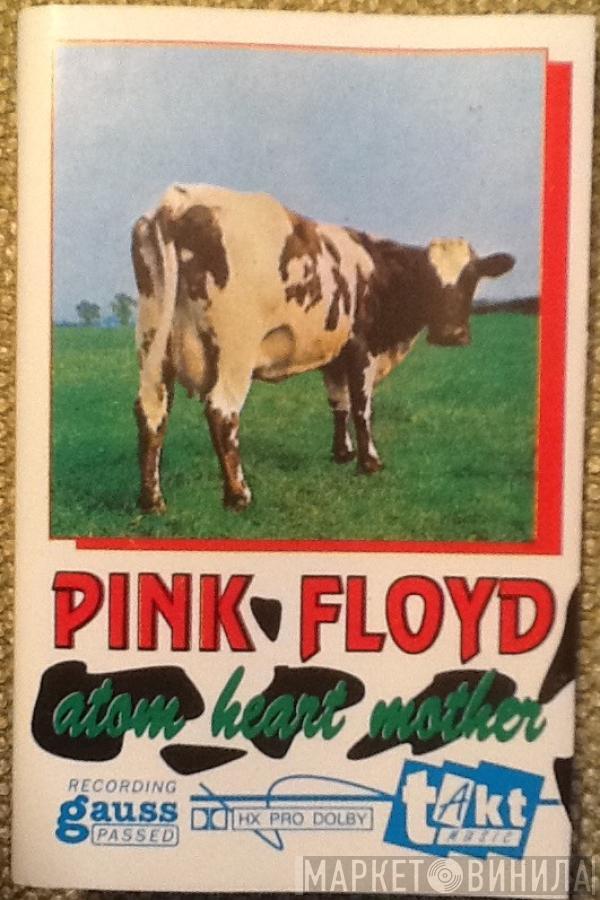 PINK FLOYD
atom heart mother
RECORDING
gauss
PASSED
HX PRO DOLBY
takt
MUSIC
МАРКЕТ ВИНИЛА